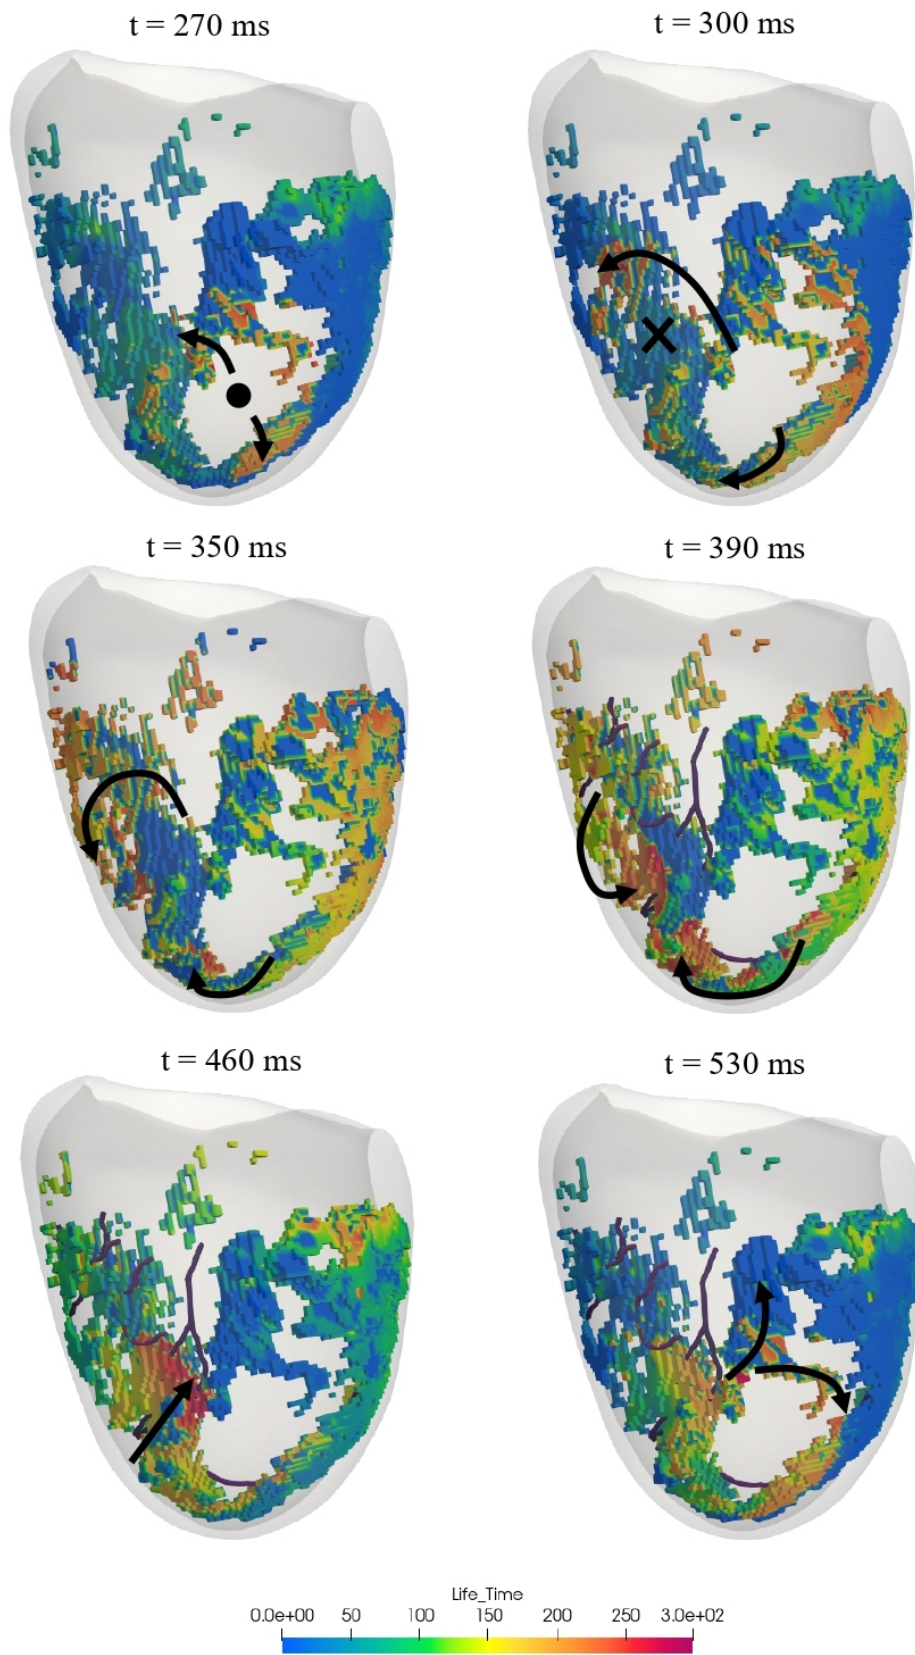 t = 270 ms
t = 300 ms
t = 350 ms
t = 390 ms
t = 460 ms
t = 530 ms
Life_Time
0.0e+00 50 100 150 200 250 3.0e+02